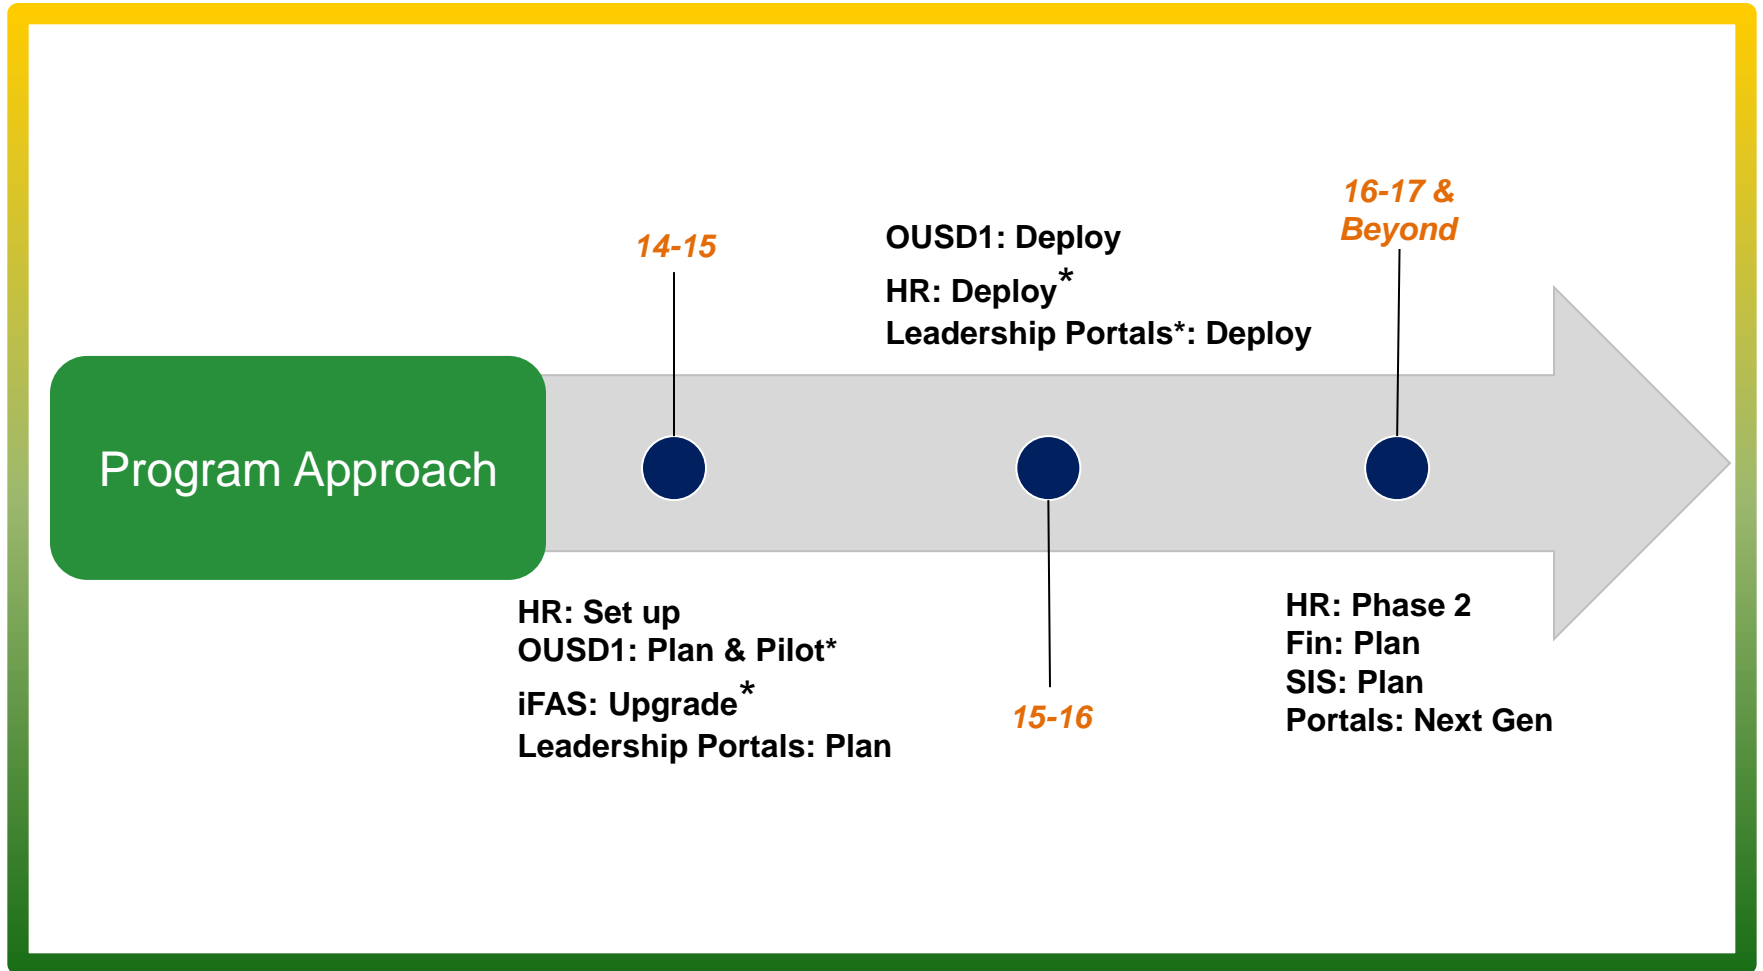 Program Approach
14-15
HR: Set up
OUSD1: Plan & Pilot*
iFAS: Upgrade*
Leadership Portals: Plan
OUSD1: Deploy
HR: Deploy*
Leadership Portals*: Deploy
15-16
16-17 &
Beyond
HR: Phase 2
Fin: Plan
SIS: Plan
Portals: Next Gen